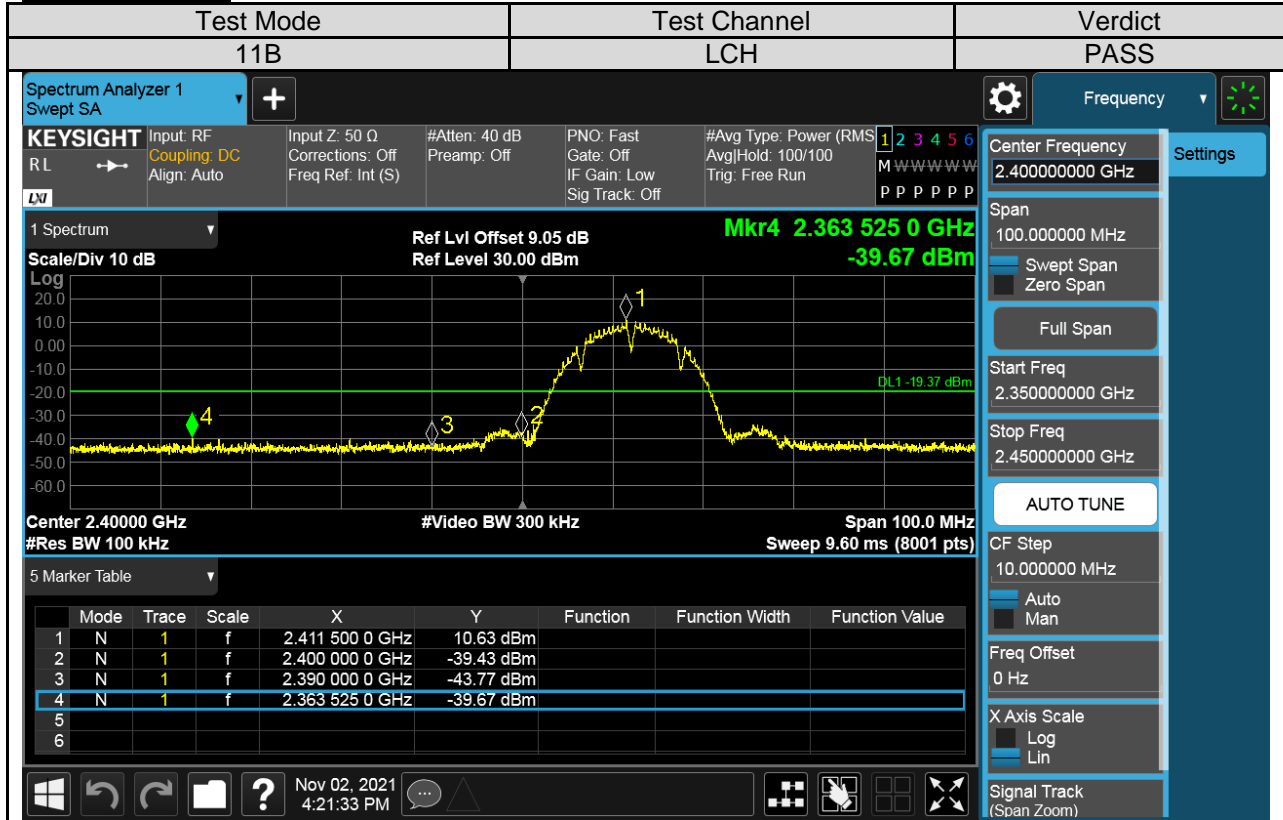 Test Mode Test Channel Verdict
11B LCH PASS
Spectrum Analyzer 1
Swept SA
Frequency
KEYSIGHT Input: RF Input Z: 50 Ω #Atten: 40 dB PNO: Fast #Avg Type: Power (RMS 1 2 3 4 5 6
RL Coupling: DC Corrections: Off Preamp: Off Gate: Off Avg|Hold: 100/100 M W W W W W
Align: Auto Freq Ref: Int (S) IF Gain: Low Trig: Free Run
LXI Sig Track: Off P P P P P P
1 Spectrum
Ref Lvl Offset 9.05 dB
Mkr4 2.363 525 0 GHz
Scale/Div 10 dB Ref Level 30.00 dBm -39.67 dBm
Log
20.0
10.0
0.00
-10.0
-20.0
-30.0
-40.0
-50.0
-60.0
1
DL1 -19.37 dBm
4
3
2
Center 2.40000 GHz #Video BW 300 kHz Span 100.0 MHz
#Res BW 100 kHz Sweep 9.60 ms (8001 pts)
5 Marker Table
Mode Trace Scale X Y Function Function Width Function Value
1 N 1 f 2.411 500 0 GHz 10.63 dBm
2 N 1 f 2.400 000 0 GHz -39.43 dBm
3 N 1 f 2.390 000 0 GHz -43.77 dBm
4 N 1 f 2.363 525 0 GHz -39.67 dBm
5
6
Nov 02, 2021
4:21:33 PM
Center Frequency
2.400000000 GHz
Settings
Span
100.000000 MHz
Swept Span
Zero Span
Full Span
Start Freq
2.350000000 GHz
Stop Freq
2.450000000 GHz
AUTO TUNE
CF Step
10.000000 MHz
Auto
Man
Freq Offset
0 Hz
X Axis Scale
Log
Lin
Signal Track
(Span Zoom)